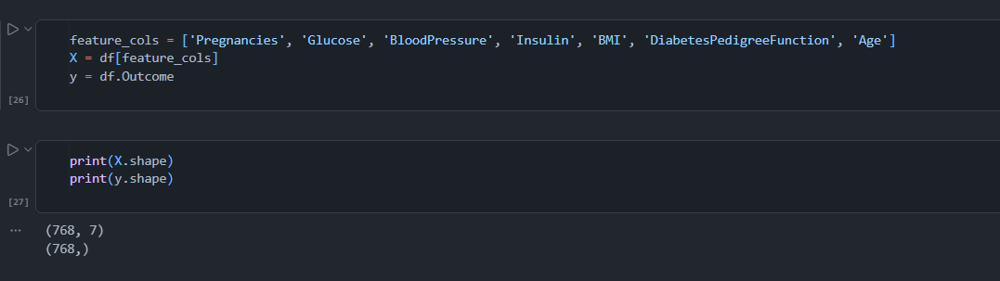 feature_cols = ['Pregnancies', 'Glucose', 'BloodPressure', 'Insulin', 'BMI', 'DiabetesPedigreeFunction', 'Age']
X = df[feature_cols]
y = df.Outcome
[26]
print(X.shape)
print(y.shape)
[27]
... (768, 7)
(768,)